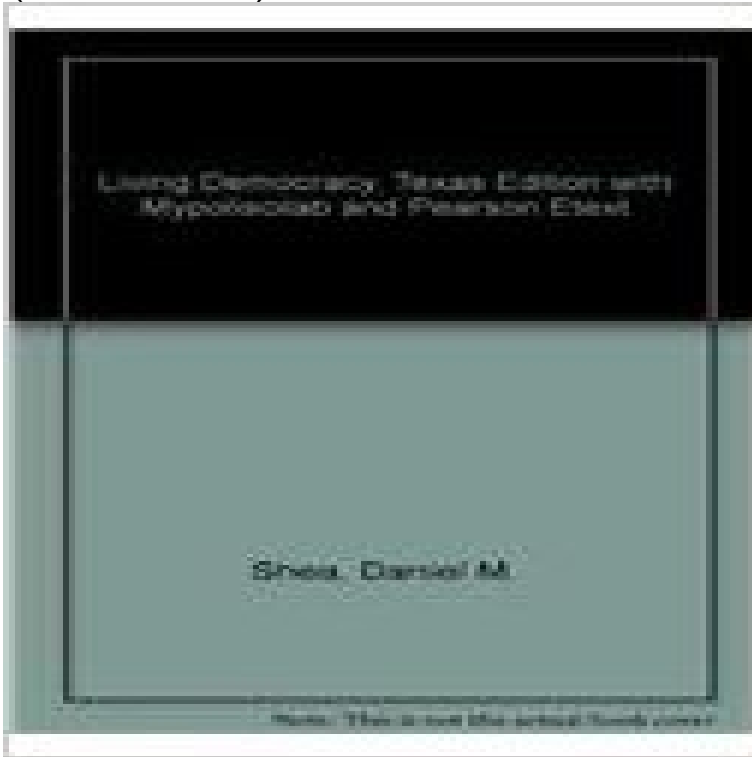 Living Democracy, Texas Edition with
Mypoliscilab and Pearson Etext
Shea, Daniel M
Note: This is not the actual book cover